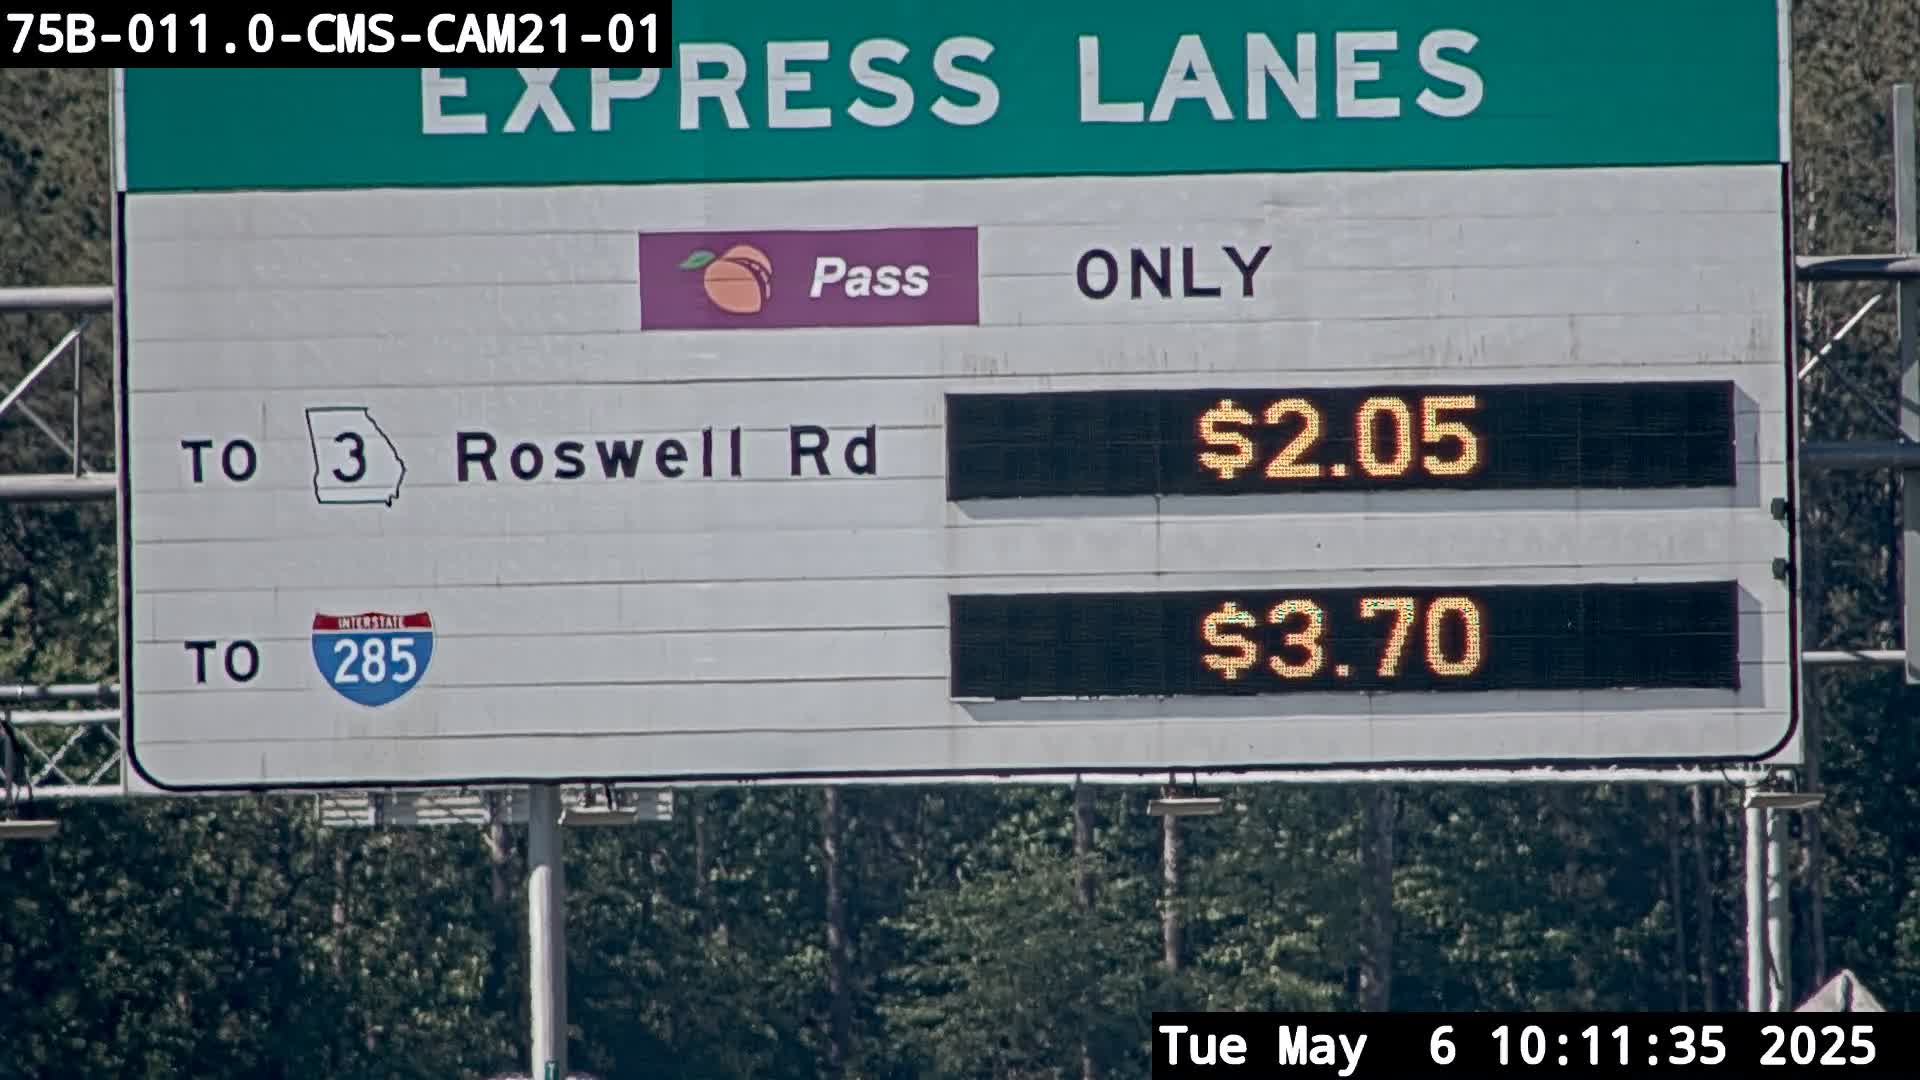 75B-011.0-CMS-CAM21-01
EXPRESS LANES
Pass ONLY
TO 3 Roswell Rd $2.05
INTERSTATE
TO 285 $3.70
Tue May 6 10:11:35 2025